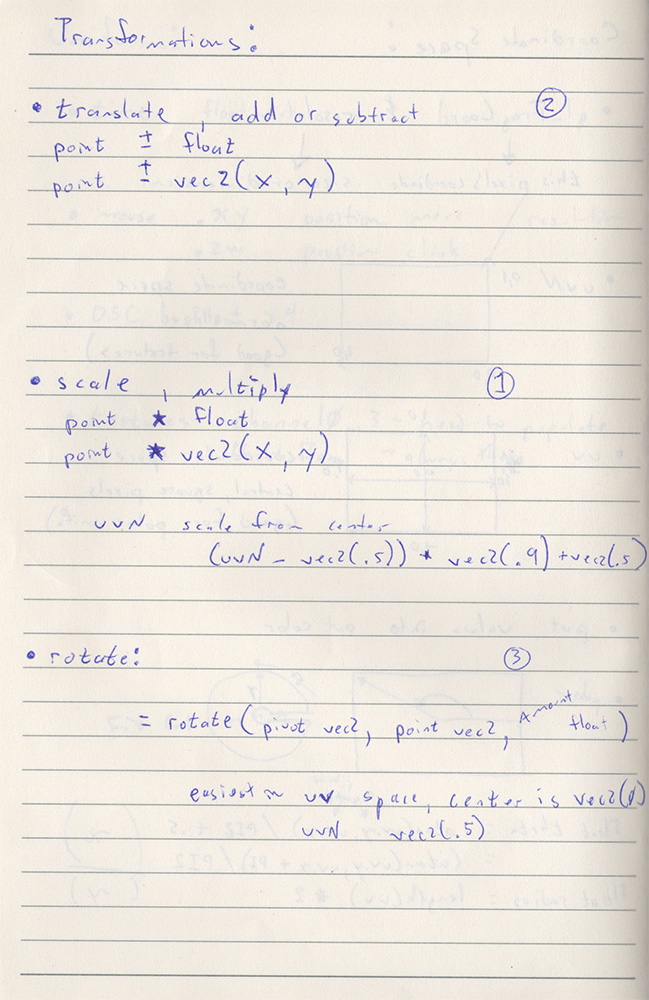 Transformations:
• translate, add or subtract ②
point ± float
point ± vec2(x, y)
• scale, multiply ①
point * float
point * vec2(x, y)
uvN scale from center
(uvN - vec2(.5)) * vec2(.9) + vec2(.5)
• rotate: ③
= rotate(pivot vec2, point vec2, Amount float)
easiest in uv space, center is vec2(0)
uvN vec2(.5)